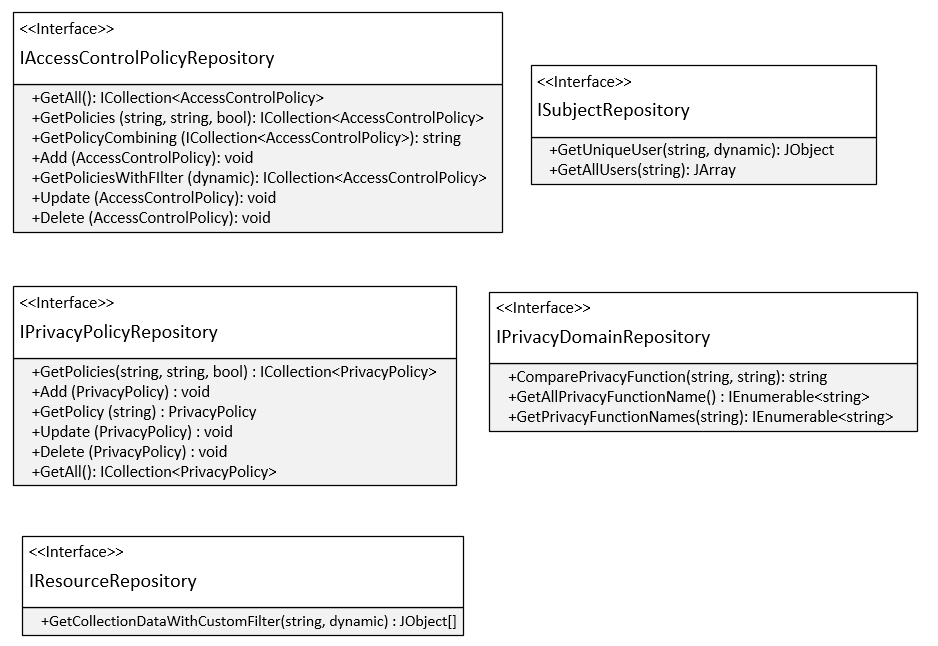 <<Interface>>
IAccessControlPolicyRepository
+GetAll(): ICollection<AccessControlPolicy>
+GetPolicies (string, string, bool): ICollection<AccessControlPolicy>
+GetPolicyCombining (ICollection<AccessControlPolicy>): string
+Add (AccessControlPolicy): void
+GetPoliciesWithFIlter (dynamic): ICollection<AccessControlPolicy>
+Update (AccessControlPolicy): void
+Delete (AccessControlPolicy): void
<<Interface>>
ISubjectRepository
+GetUniqueUser(string, dynamic): JObject
+GetAllUsers(string): JArray
<<Interface>>
IPrivacyPolicyRepository
+GetPolicies(string, string, bool) : ICollection<PrivacyPolicy>
+Add (PrivacyPolicy) : void
+GetPolicy (string) : PrivacyPolicy
+Update (PrivacyPolicy) : void
+Delete (PrivacyPolicy) : void
+GetAll(): ICollection<PrivacyPolicy>
<<Interface>>
IPrivacyDomainRepository
+ComparePrivacyFunction(string, string): string
+GetAllPrivacyFunctionName() : IEnumerable<string>
+GetPrivacyFunctionNames(string): IEnumerable<string>
<<Interface>>
IResourceRepository
+GetCollectionDataWithCustomFilter(string, dynamic) : JObject[]